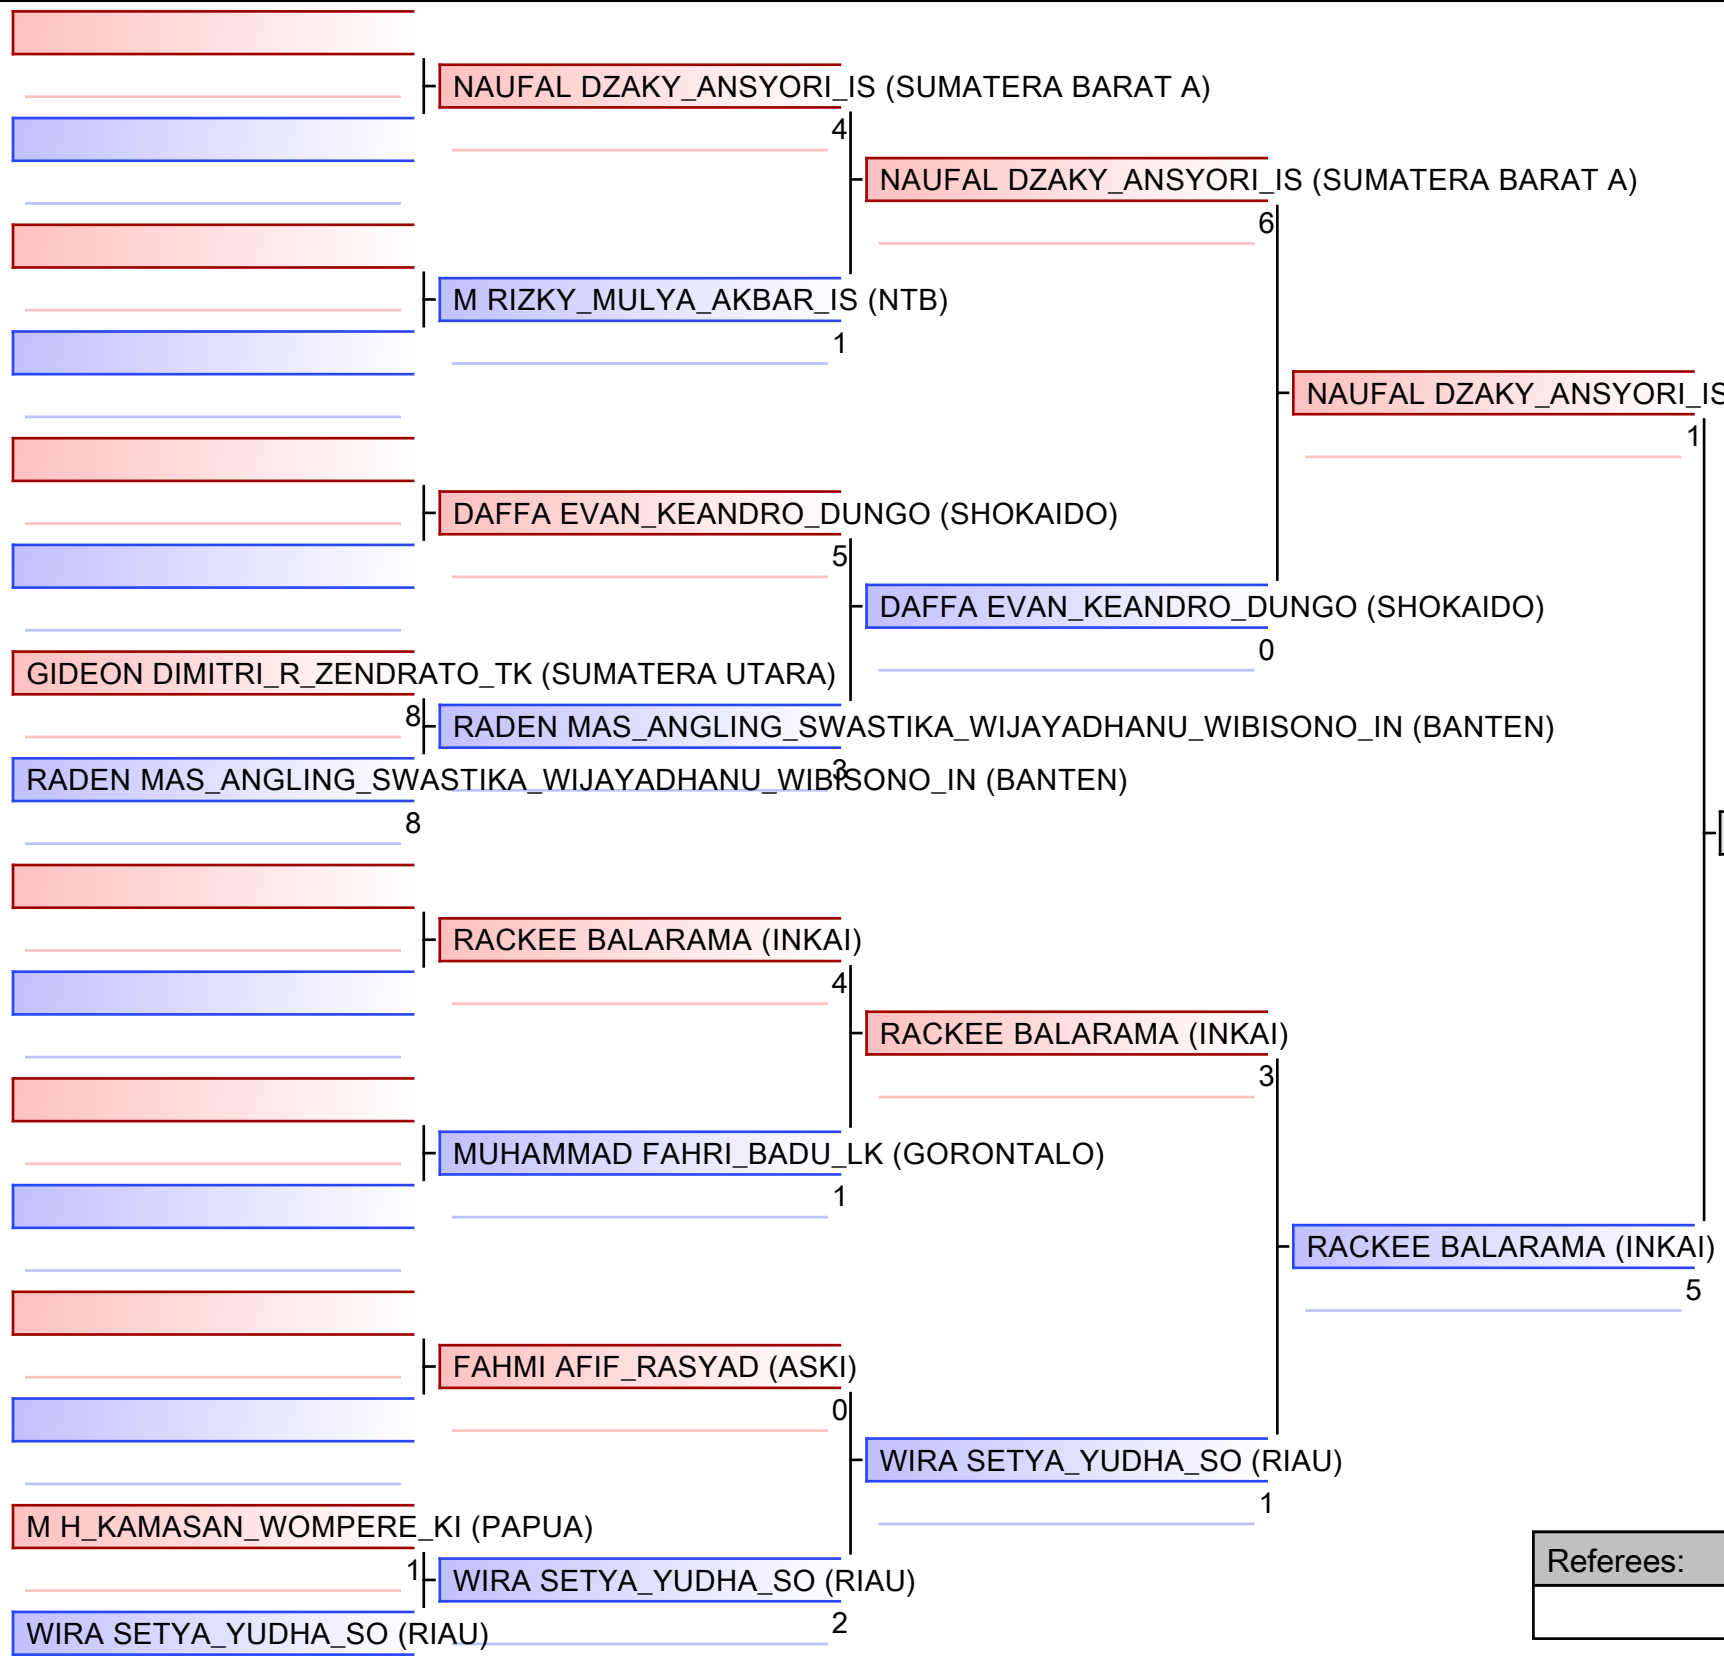 NAUFAL DZAKY_ANSYORI_IS (SUMATERA BARAT A)
4
NAUFAL DZAKY_ANSYORI_IS (SUMATERA BARAT A)
6
M RIZKY_MULYA_AKBAR_IS (NTB)
1
NAUFAL DZAKY_ANSYORI_IS
1
DAFFA EVAN_KEANDRO_DUNGO (SHOKAIDO)
5
DAFFA EVAN_KEANDRO_DUNGO (SHOKAIDO)
0
GIDEON DIMITRI_R_ZENDRATO_TK (SUMATERA UTARA)
8
RADEN MAS_ANGLING_SWASTIKA_WIJAYADHANU_WIBISONO_IN (BANTEN)
3
RADEN MAS_ANGLING_SWASTIKA_WIJAYADHANU_WIBISONO_IN (BANTEN)
8
RACKEE BALARAMA (INKAI)
4
RACKEE BALARAMA (INKAI)
3
MUHAMMAD FAHRI_BADU_LK (GORONTALO)
1
RACKEE BALARAMA (INKAI)
5
FAHMI AFIF_RASYAD (ASKI)
0
WIRA SETYA_YUDHA_SO (RIAU)
1
M H_KAMASAN_WOMPERE_KI (PAPUA)
1
WIRA SETYA_YUDHA_SO (RIAU)
2
WIRA SETYA_YUDHA_SO (RIAU)
Referees: